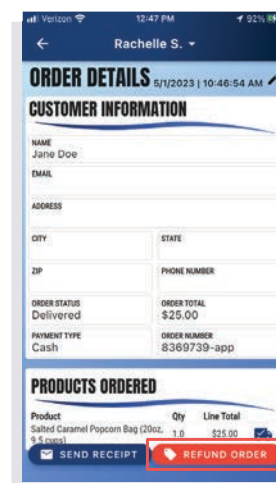 Verizon 12:47 PM 92%
Rachelle S.
ORDER DETAILS 5/1/2023 | 10:46:54 AM
CUSTOMER INFORMATION
NAME
Jane Doe
EMAIL
ADDRESS
CITY STATE
ZIP PHONE NUMBER
ORDER STATUS ORDER TOTAL
Delivered $25.00
PAYMENT TYPE ORDER NUMBER
Cash 8369739-app
PRODUCTS ORDERED
Product Qty Line Total
Salted Caramel Popcorn Bag (20oz, 1.0 $25.00
9.5 cups)
SEND RECEIPT REFUND ORDER